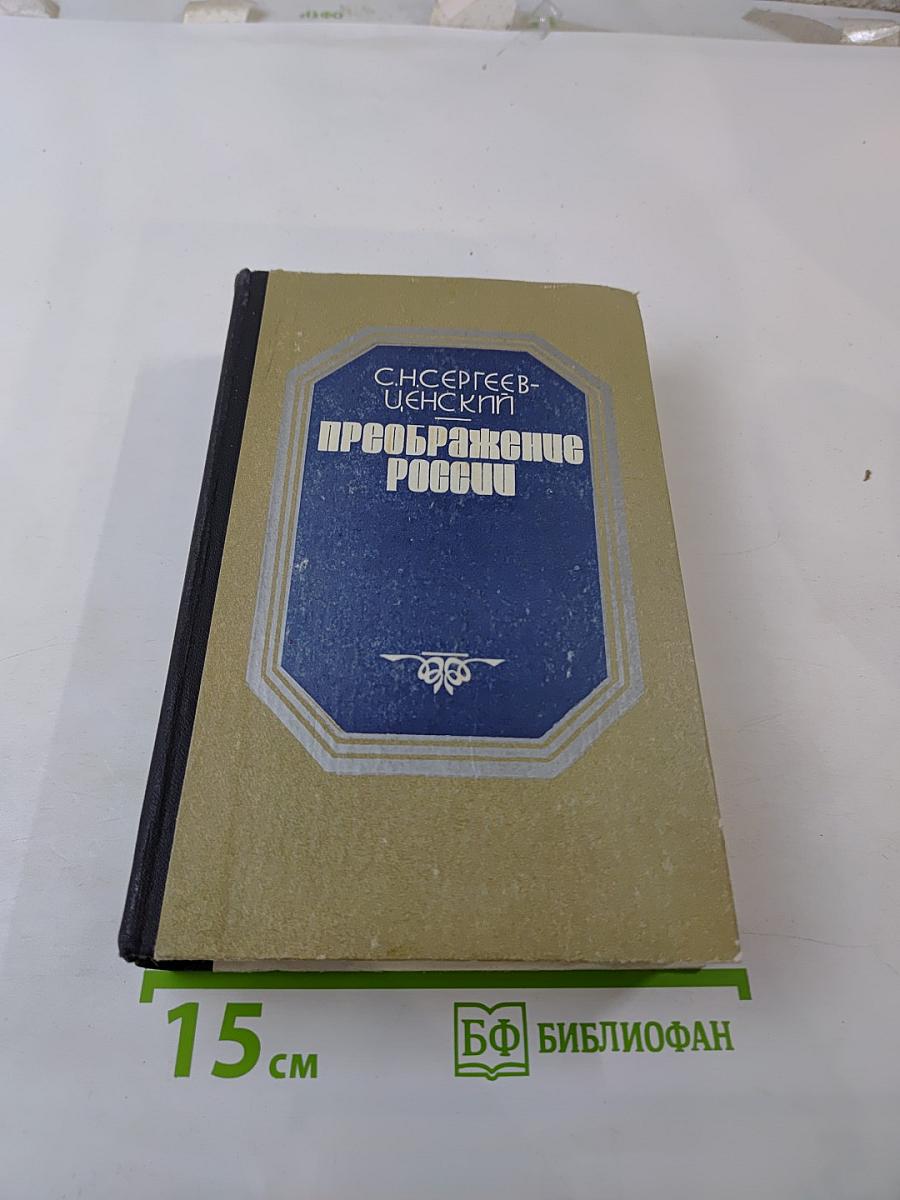 С.Н.СЕРГЕЕВ-
ЦЕНСКИЙ
ПРЕОБРАЖЕНИЕ
РОССИИ
15 см
БФ БИБЛИОФАН